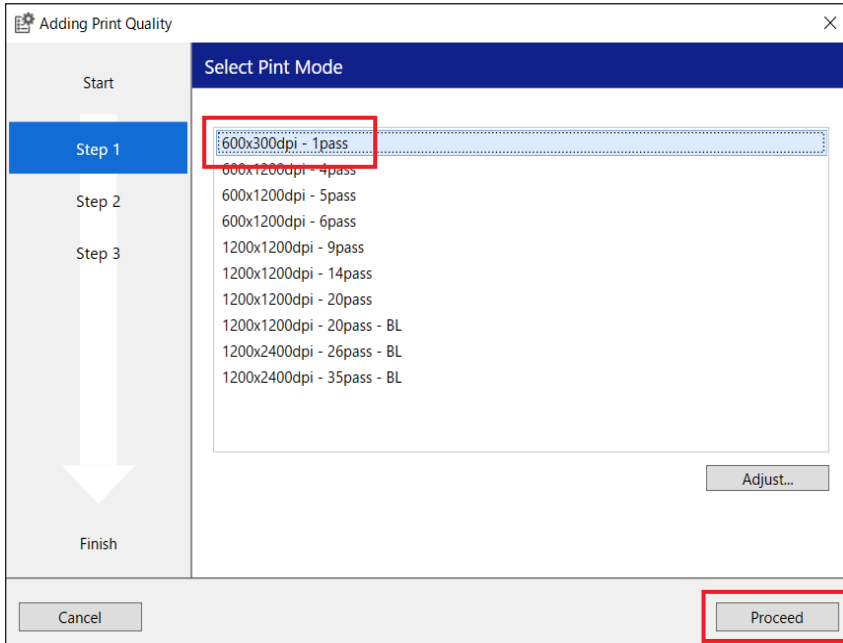 Adding Print Quality
Start
Step 1
Step 2
Step 3
Finish
Select Pint Mode
600x300dpi - 1pass
600x1200dpi - 4pass
600x1200dpi - 5pass
600x1200dpi - 6pass
1200x1200dpi - 9pass
1200x1200dpi - 14pass
1200x1200dpi - 20pass
1200x1200dpi - 20pass - BL
1200x2400dpi - 26pass - BL
1200x2400dpi - 35pass - BL
Adjust...
Cancel
Proceed